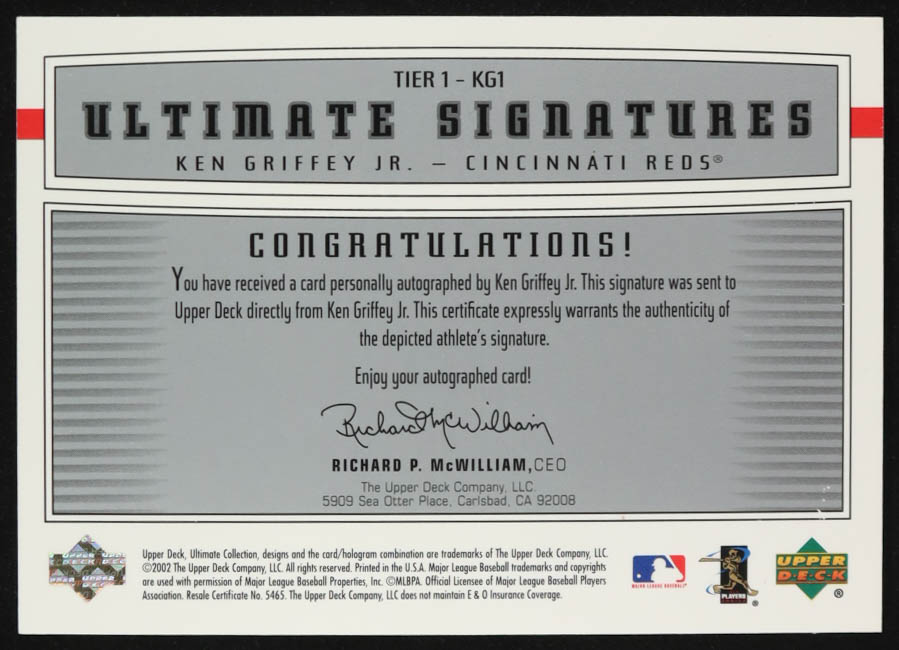 TIER 1 – KG1
ULTIMATE SIGNATURES
KEN GRIFFEY JR. – CINCINNATI REDS®
CONGRATULATIONS!
You have received a card personally autographed by Ken Griffey Jr. This signature was sent to
Upper Deck directly from Ken Griffey Jr. This certificate expressly warrants the authenticity of
the depicted athlete's signature.
Enjoy your autographed card!
Richard McWilliam
RICHARD P. McWILLIAM, CEO
The Upper Deck Company, LLC.
5909 Sea Otter Place, Carlsbad, CA 92008
Upper Deck, Ultimate Collection, designs and the card/hologram combination are trademarks of The Upper Deck Company, LLC.
©2002 The Upper Deck Company, LLC. All rights reserved. Printed in the U.S.A. Major League Baseball trademarks and copyrights
are used with permission of Major League Baseball Properties, Inc. ©MLBPA. Official Licensee of Major League Baseball Players
Association. Resale Certificate No. 5465. The Upper Deck Company, LLC does not maintain E & O Insurance Coverage.
UPPER
DECK
MAJOR LEAGUE BASEBALL®
PLAYERS
®
UPPER
DECK
®